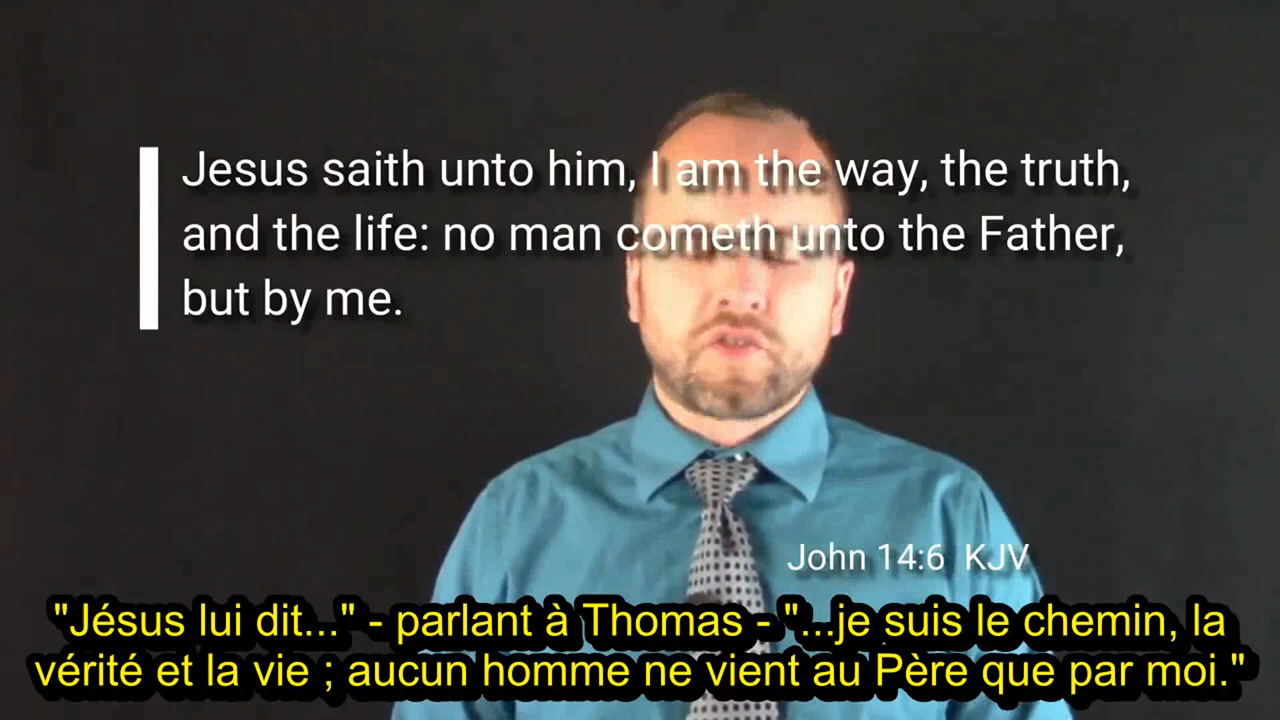 Jesus saith unto him, I am the way, the truth,
and the life: no man cometh unto the Father,
but by me.
John 14:6 KJV
"Jésus lui dit..." - parlant à Thomas - "...je suis le chemin, la
vérité et la vie ; aucun homme ne vient au Père que par moi."